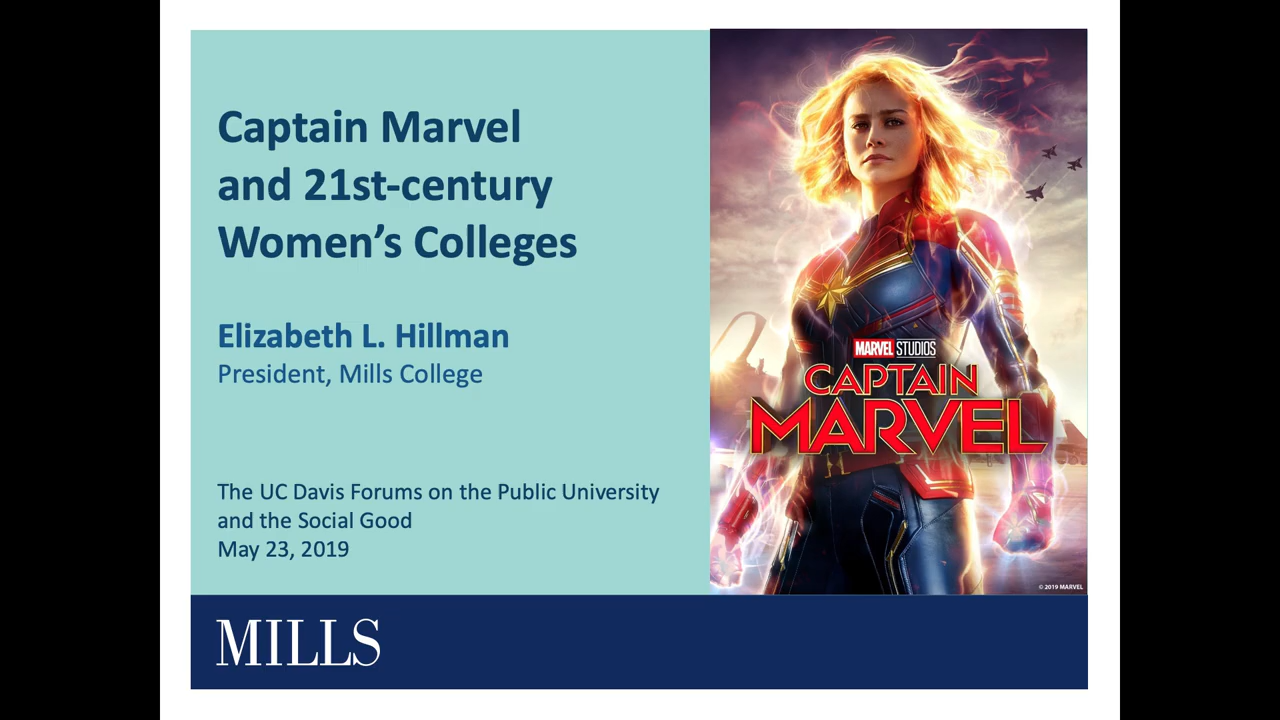 Captain Marvel
and 21st-century
Women’s Colleges
Elizabeth L. Hillman
President, Mills College
The UC Davis Forums on the Public University
and the Social Good
May 23, 2019
MILLS
MARVEL STUDIOS
CAPTAIN
MARVEL
© 2019 MARVEL